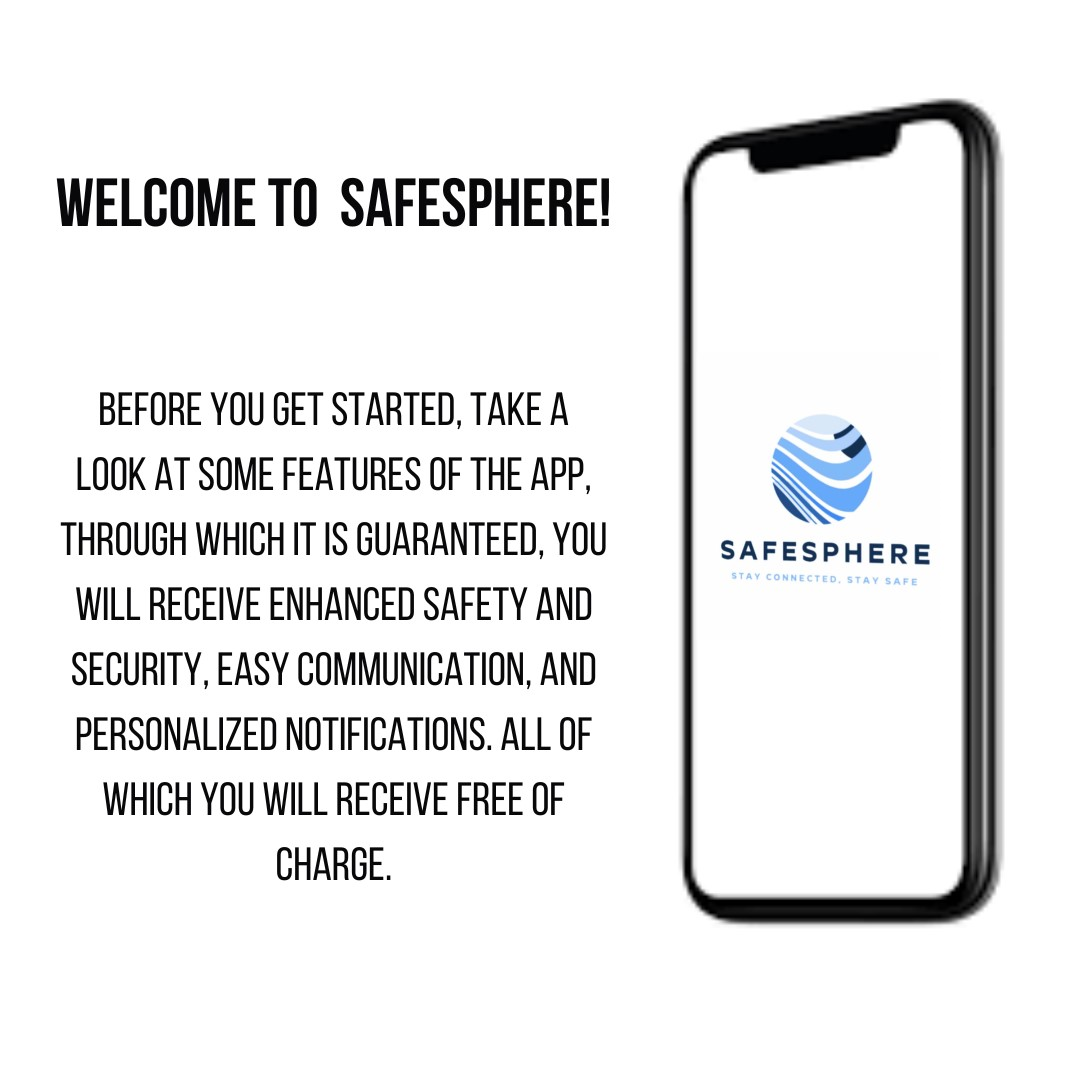 WELCOME TO SAFESPHERE!
BEFORE YOU GET STARTED, TAKE A
LOOK AT SOME FEATURES OF THE APP,
THROUGH WHICH IT IS GUARANTEED, YOU
WILL RECEIVE ENHANCED SAFETY AND
SECURITY, EASY COMMUNICATION, AND
PERSONALIZED NOTIFICATIONS. ALL OF
WHICH YOU WILL RECEIVE FREE OF
CHARGE.
SAFESPHERE
STAY CONNECTED, STAY SAFE